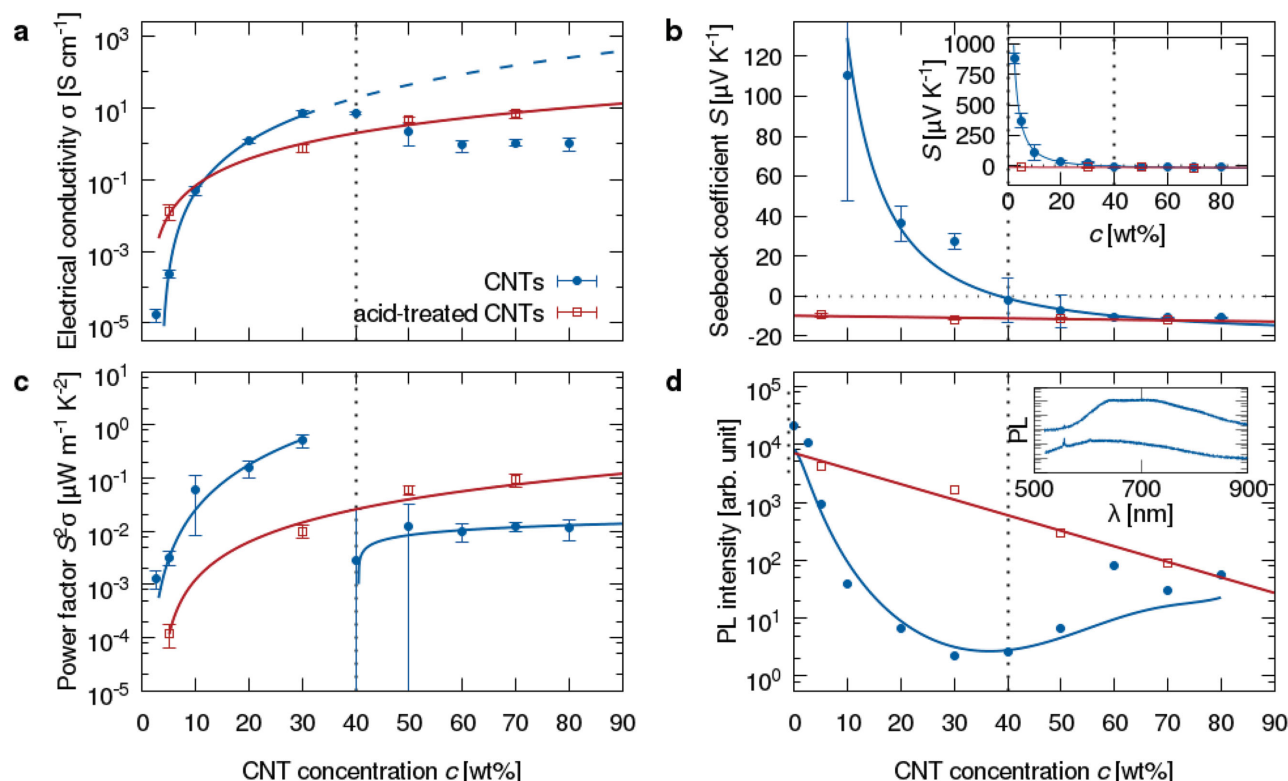 a
Electrical conductivity σ [S cm⁻¹]
10³
10¹
10⁻¹
10⁻³
10⁻⁵
CNTs
acid-treated CNTs
b
Seebeck coefficient S [µV K⁻¹]
120
100
80
60
40
20
0
-20
S [µV K⁻¹]
1000
750
500
250
0
0 20 40 60 80
c [wt%]
c
Power factor S²σ [µW m⁻¹ K⁻²]
10¹
10⁰
10⁻¹
10⁻²
10⁻³
10⁻⁴
10⁻⁵
0 10 20 30 40 50 60 70 80 90
CNT concentration c [wt%]
d
PL intensity [arb. unit]
10⁵
10⁴
10³
10²
10¹
10⁰
PL
500 700 900
λ [nm]
0 10 20 30 40 50 60 70 80 90
CNT concentration c [wt%]